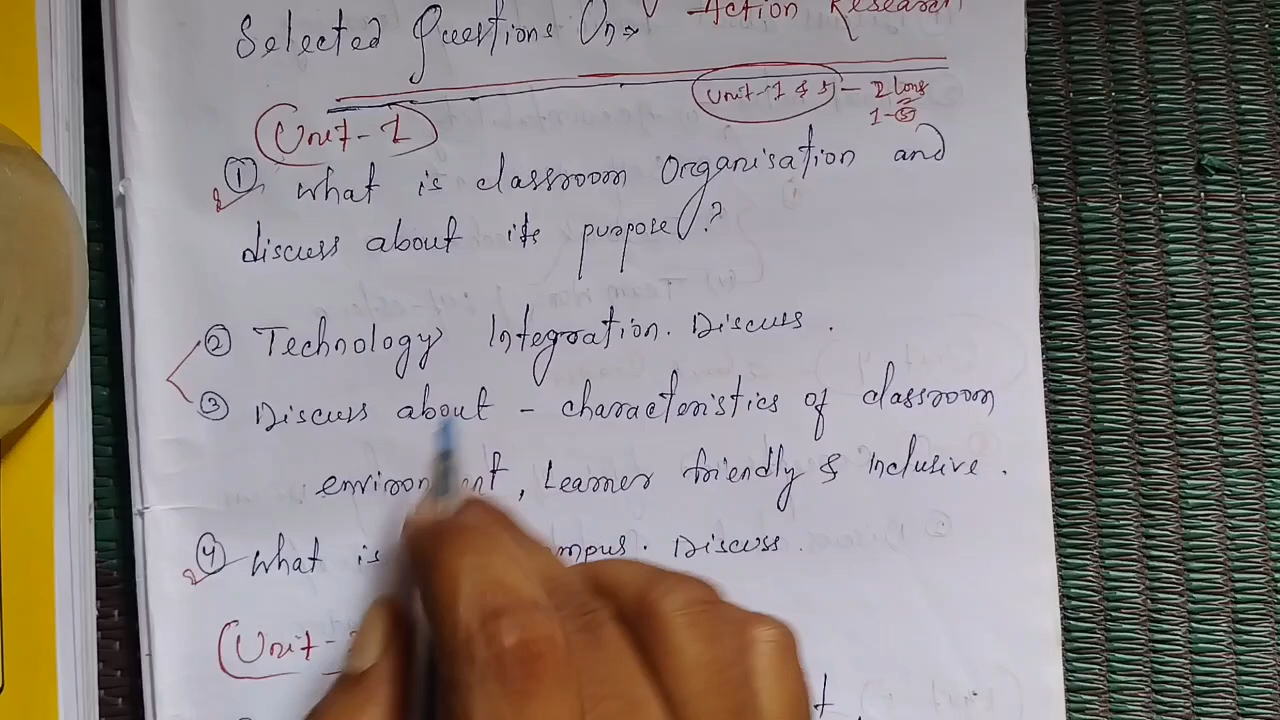 Selected Questions On → Action Research
Unit-1 & 5 — 2 long
1-⑤
Unit-1
① What is classroom Organisation and
discuss about its purpose?
② Technology Integration. Discuss.
③ Discuss about - characteristics of classroom
environment, Learner friendly & Inclusive.
④ What is Discuss.
Unit-